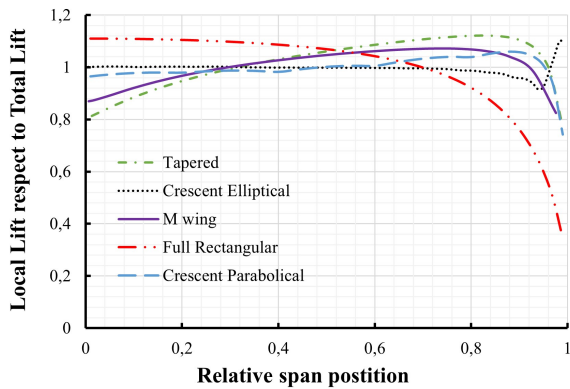 1,2
1
0,8
0,6
0,4
0,2
0
Local Lift respect to Total Lift
Tapered
Crescent Elliptical
M wing
Full Rectangular
Crescent Parabolical
0 0,2 0,4 0,6 0,8 1
Relative span postition